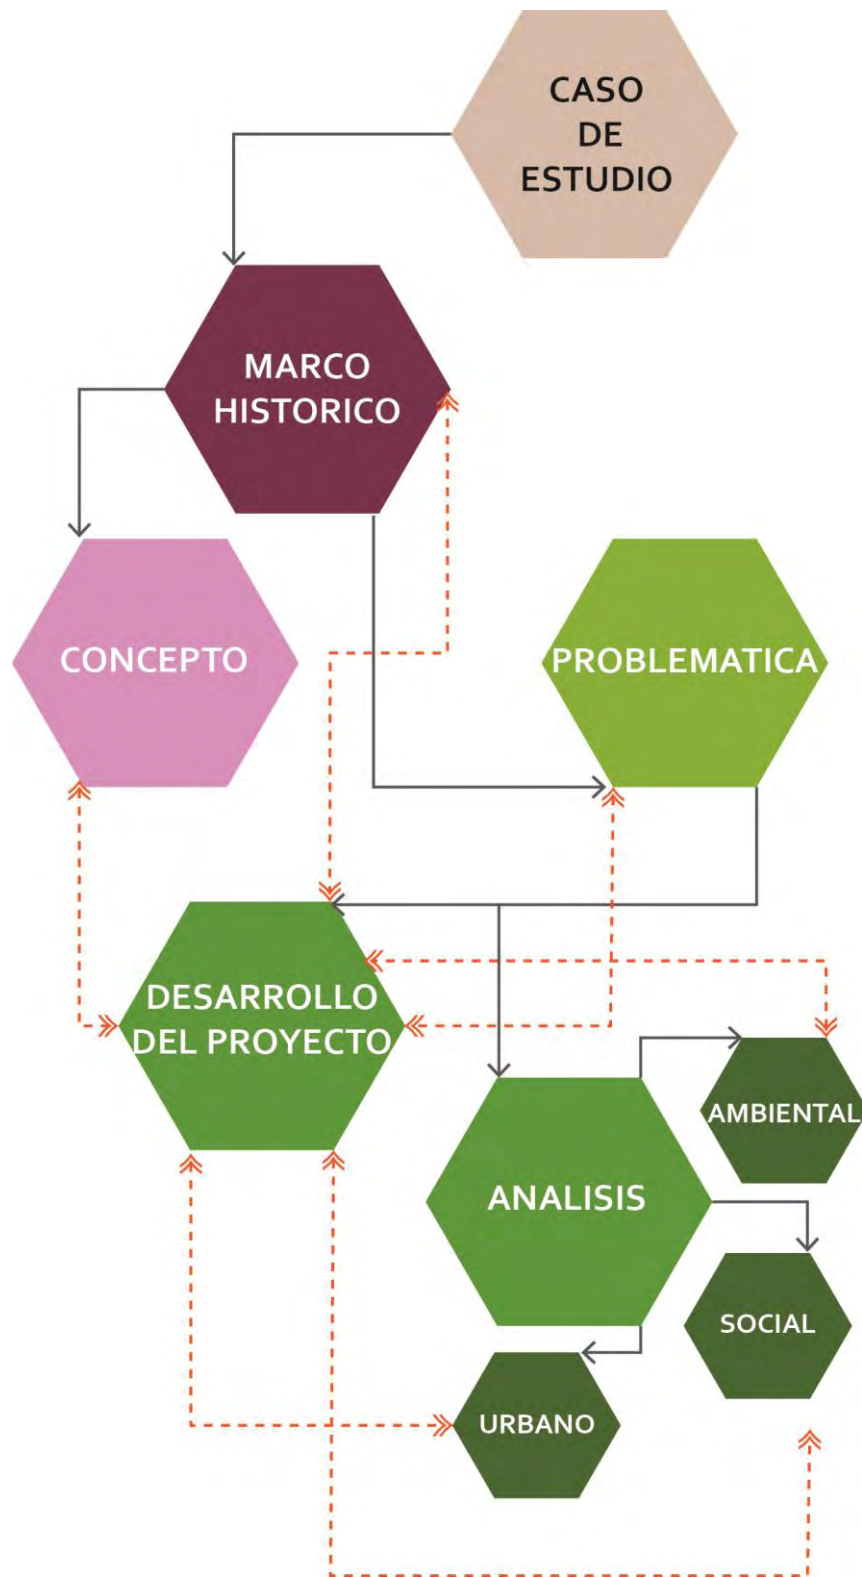 CASO
DE
ESTUDIO
MARCO
HISTORICO
CONCEPTO
PROBLEMATICA
DESARROLLO
DEL PROYECTO
AMBIENTAL
ANALISIS
SOCIAL
URBANO